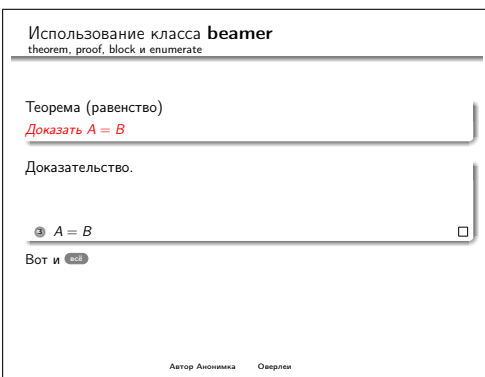 Использование класса beamer
theorem, proof, block и enumerate
Теорема (равенство)
Доказать A = B
Доказательство.
3 A = B
Вот и всё
Автор Анонимка Оверлеи